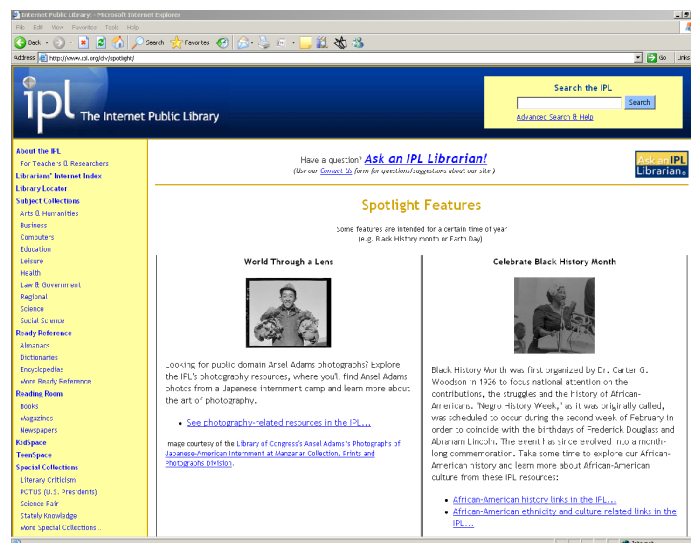 Internet Public Library: - Microsoft Internet Explorer
File Edit View Favorites Tools Help
Back Search Favorites
Address http://www.ipl.org/div/spotlight/ Go Links
ipl The Internet Public Library
Search the IPL
Search
Advanced Search & Help
About the IPL
For Teachers & Researchers
Librarians' Internet Index
Library Locator
Subject Collections
Arts & Humanities
Business
Computers
Education
Leisure
Health
Law & Government
Regional
Science
Social Science
Ready Reference
Almanacs
Dictionaries
Encyclopedias
More Ready Reference
Reading Room
Books
Magazines
Newspapers
KidSpace
TeenSpace
Special Collections
Literary Criticism
POTUS (U.S. Presidents)
Science Fair
Stately Knowledge
More Special Collections...
Have a question? Ask an IPL Librarian!
(Use our Contact Us form for questions/suggestions about our site )
Ask an IPL
Librarian.
Spotlight Features
Some features are intended for a certain time of year
(e.g. Black History month or Earth Day)
World Through a Lens
Looking for public domain Ansel Adams photographs? Explore
the IPL's photography resources, where you'll find Ansel Adams
photos from a Japanese internment camp and learn more about
the art of photography.
See photography-related resources in the IPL...
Image courtesy of the Library of Congress's Ansel Adams's Photographs of
Japanese-American Internment at Manzanar Collection, Prints and
Photographs Division.
Celebrate Black History Month
Black History Month was first organized by Dr. Carter G.
Woodson in 1926 to focus national attention on the
contributions, the struggles and the history of African-
Americans. 'Negro History Week,' as it was originally called,
was scheduled to occur during the second week of February in
order to coincide with the birthdays of Frederick Douglass and
Abraham Lincoln. The event has since evolved into a month-
long commemoration. Take some time to explore our African-
American history and learn more about African-American
culture from these IPL resources:
African-American history links in the IPL...
African-American ethnicity and culture related links in the
IPL...